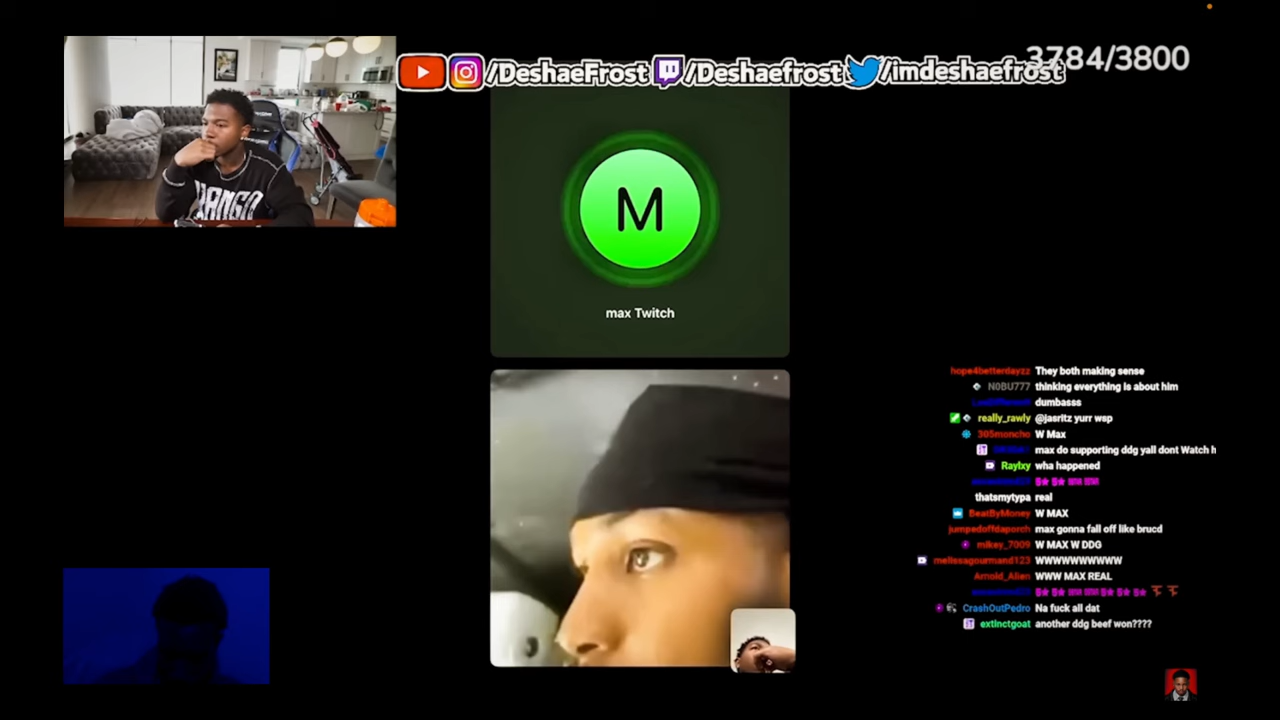 /DeshaeFrost /Deshaefrost /imdeshaefrost
3784/3800
M
max Twitch
hope4betterdayzz They both making sense
N0BU777 thinking everything is about him
dumbasss
really_rawly @jasritz yurr wsp
305moncho W Max
max do supporting ddg yall dont Watch h
Raylxy wha happened
thatsmytypa real
BeatByMoney W MAX
jumpedoffdaporch max gonna fall off like brucd
mikey_7009 W MAX W DDG
melissagourmand123 WWWWWWWWWW
Arnold_Alien WWW MAX REAL
CrashOutPedro Na fuck all dat
extinctgoat another ddg beef won????